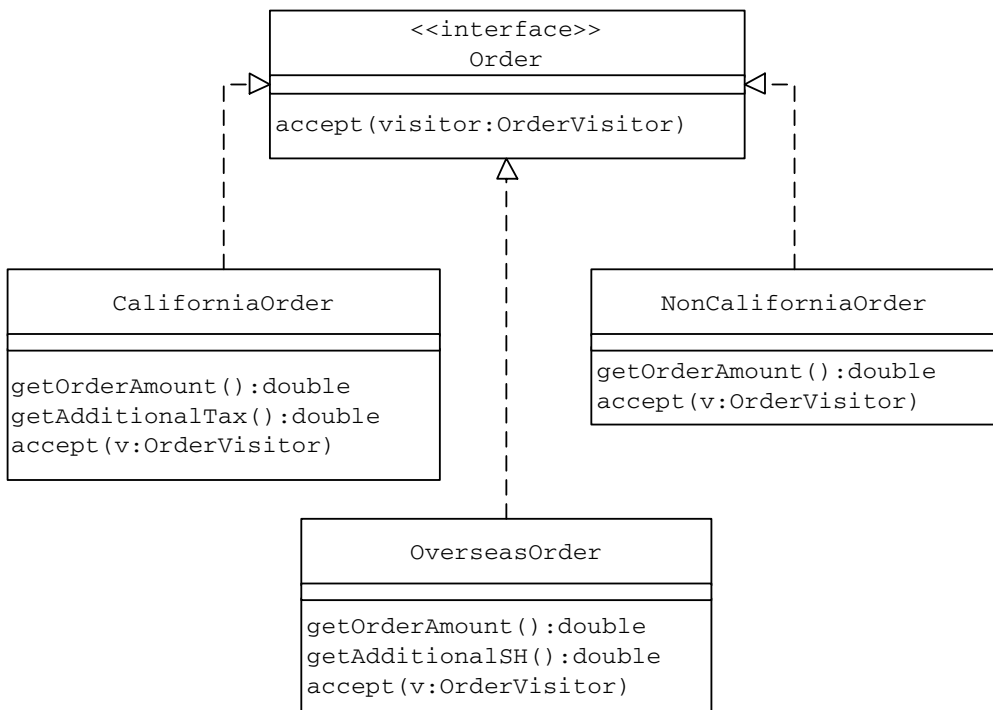 <<interface>>
Order
accept(visitor:OrderVisitor)
CaliforniaOrder
getOrderAmount():double
getAdditionalTax():double
accept(v:OrderVisitor)
NonCaliforniaOrder
getOrderAmount():double
accept(v:OrderVisitor)
OverseasOrder
getOrderAmount():double
getAdditionalSH():double
accept(v:OrderVisitor)